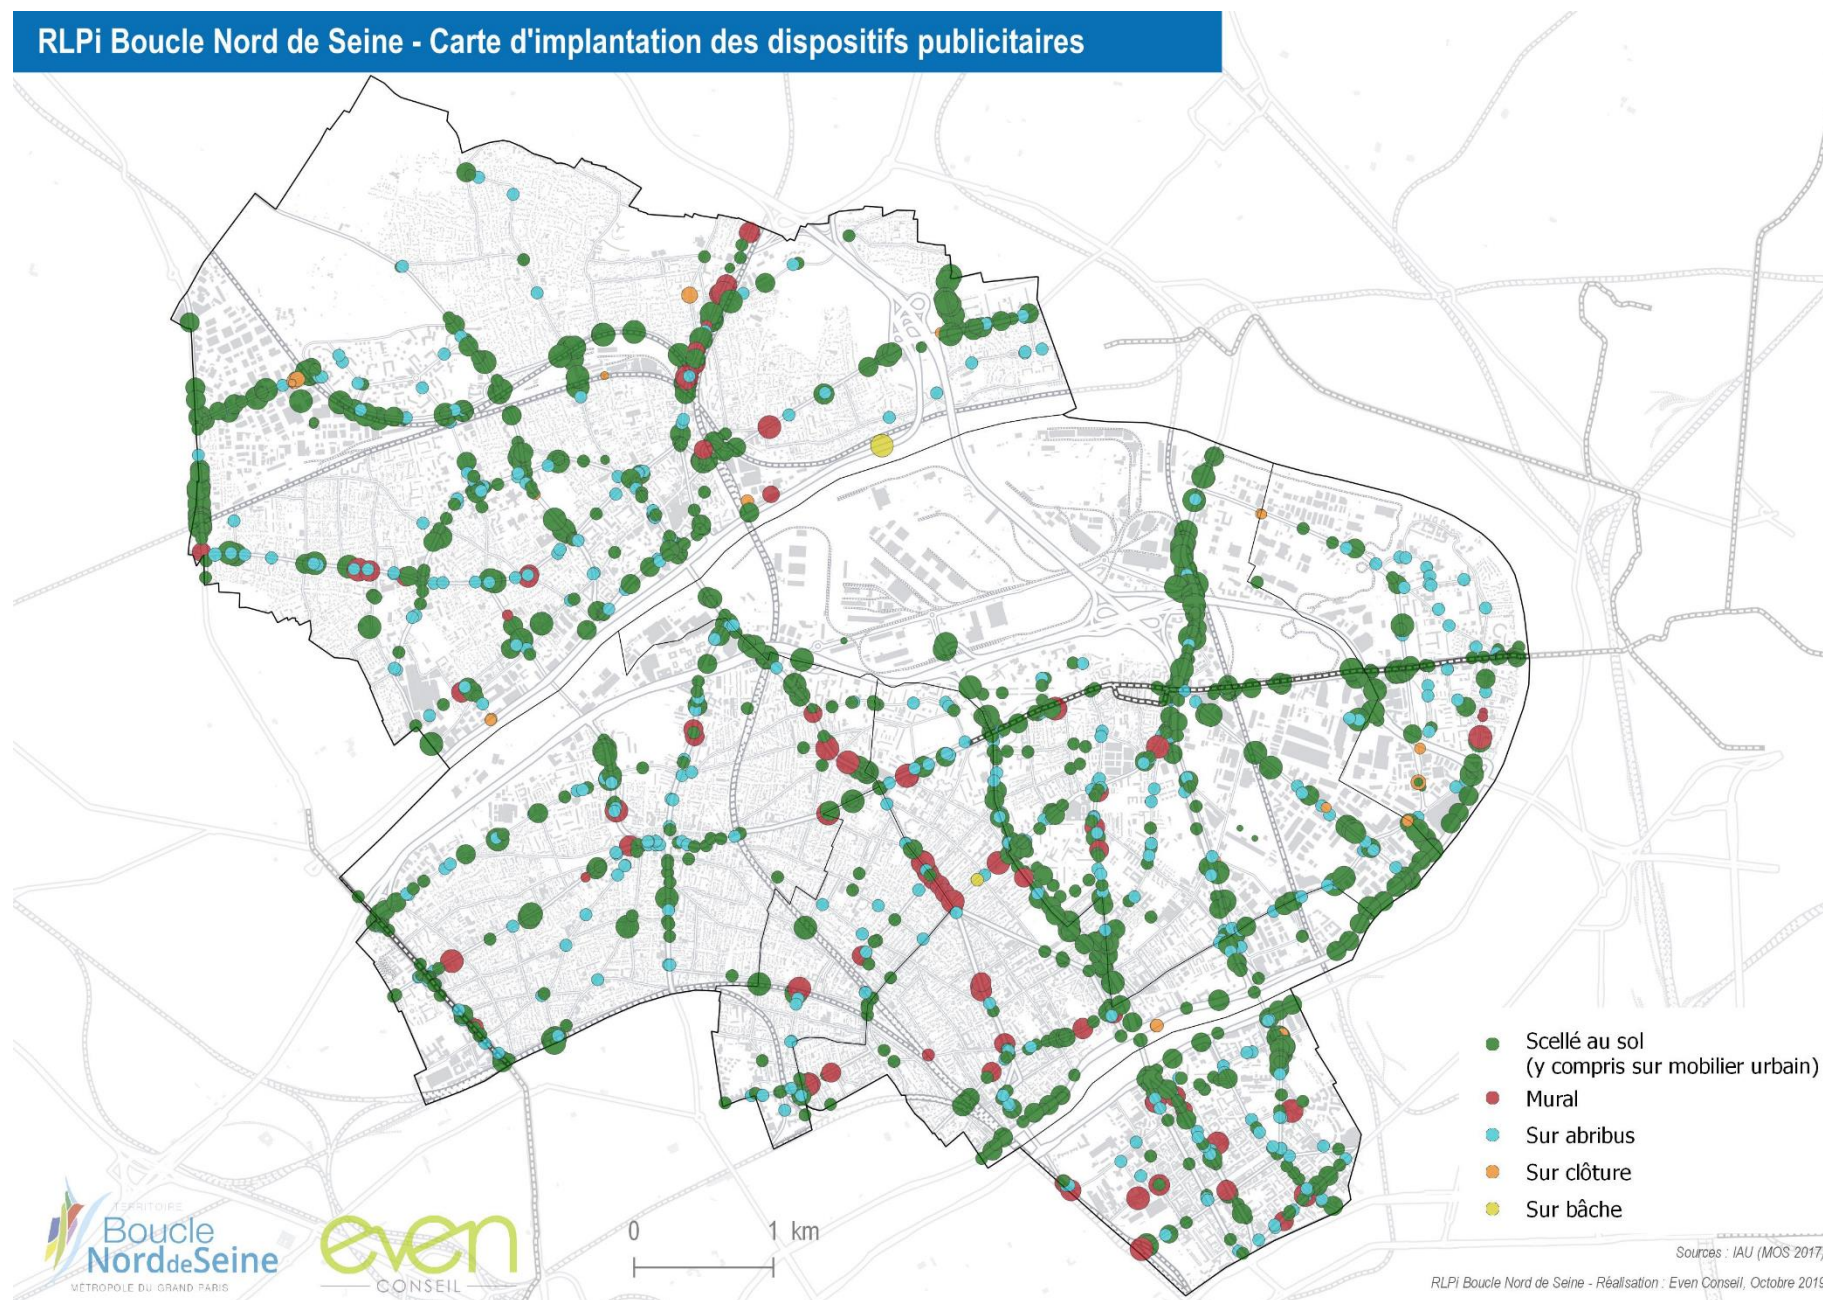 RLPi Boucle Nord de Seine - Carte d'implantation des dispositifs publicitaires
Scellé au sol
(y compris sur mobilier urbain)
Mural
Sur abribus
Sur clôture
Sur bâche
TERRITOIRE
Boucle
NorddeSeine
MÉTROPOLE DU GRAND PARIS
even
CONSEIL
0 1 km
Sources : IAU (MOS 2017)
RLPi Boucle Nord de Seine - Réalisation : Even Conseil, Octobre 2019